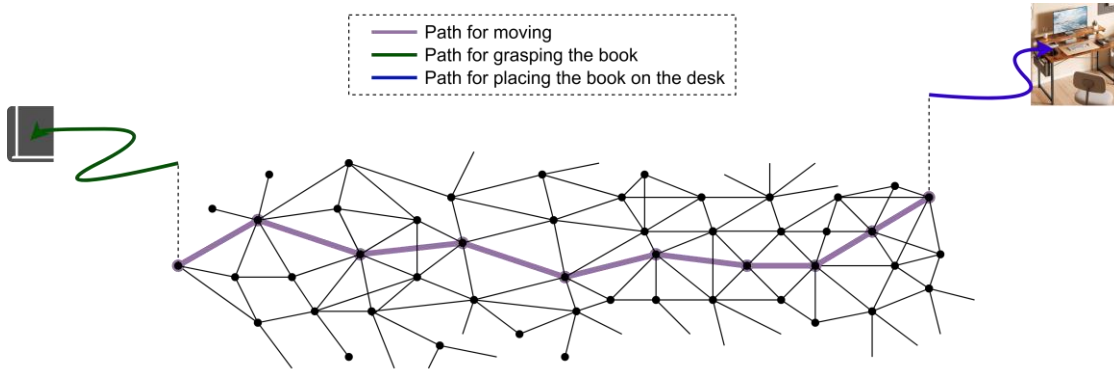 Path for moving
Path for grasping the book
Path for placing the book on the desk